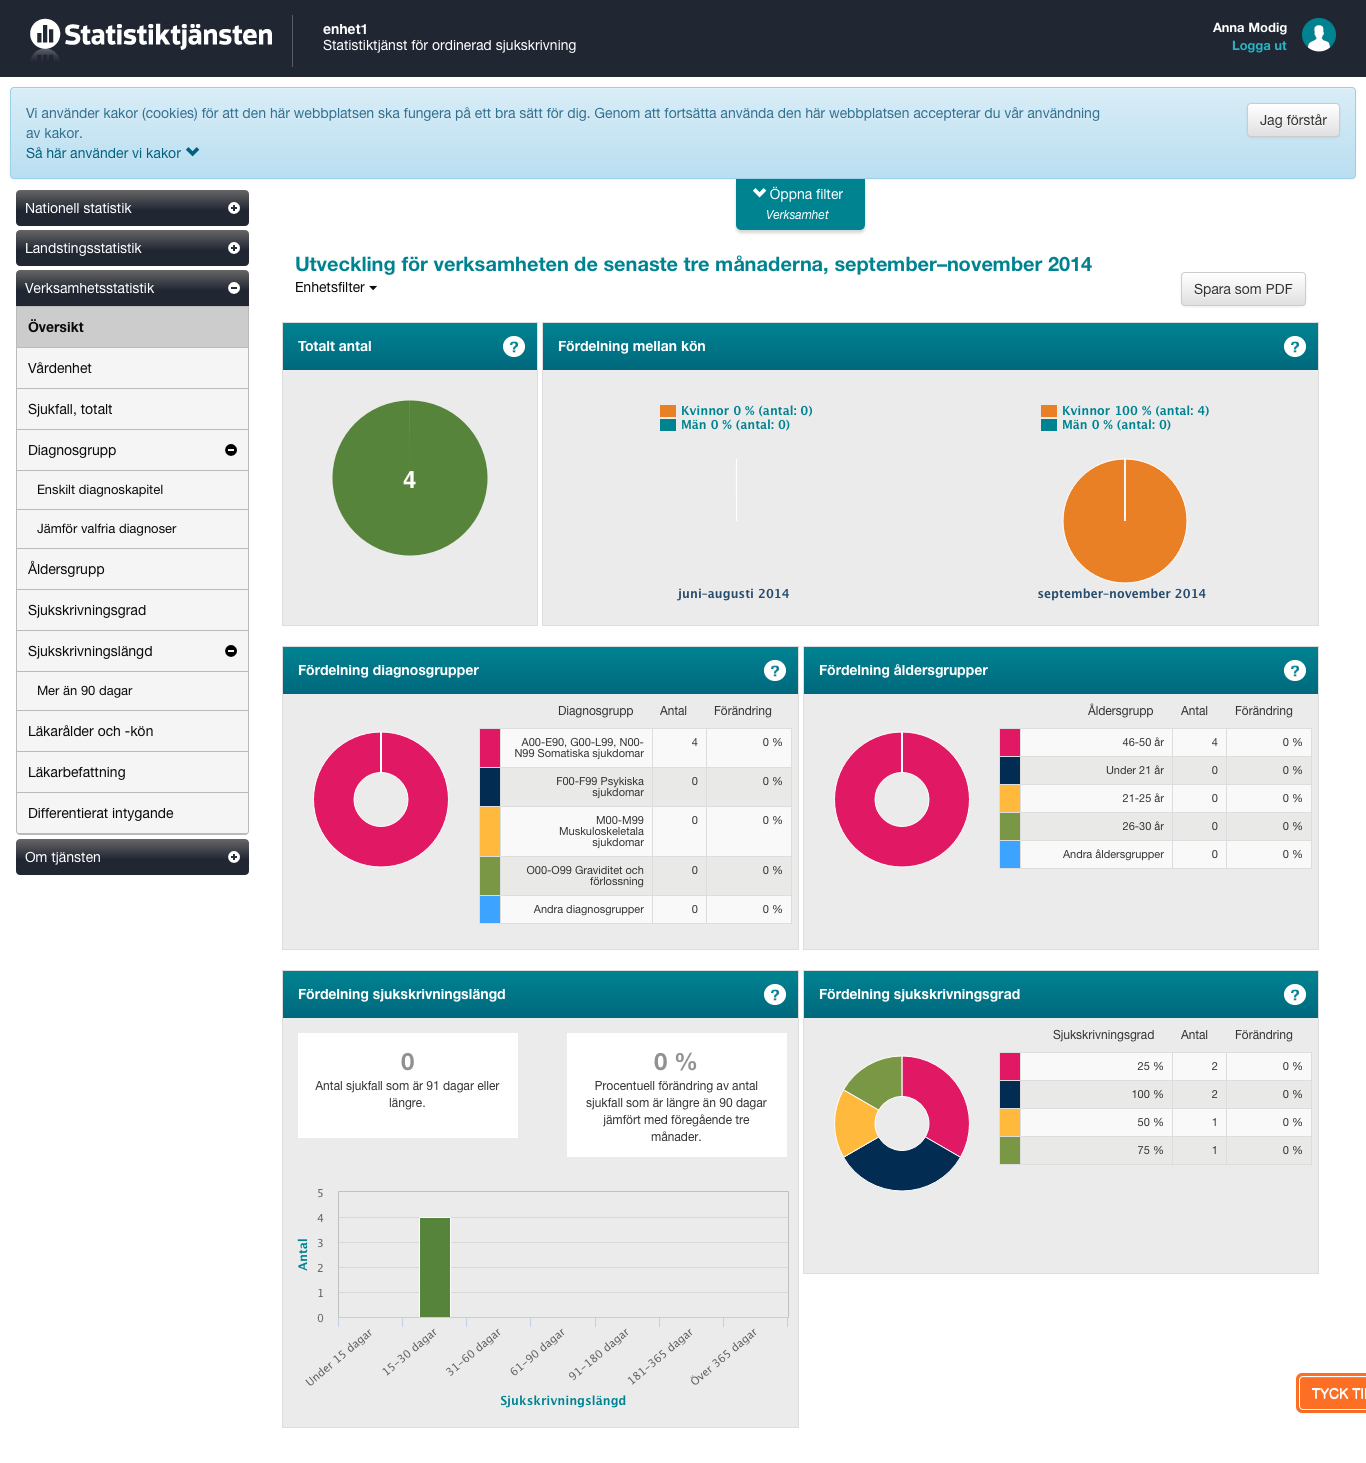 Statistiktjänsten
enhet1
Statistiktjänst för ordinerad sjukskrivning
Anna Modig
Logga ut
Vi använder kakor (cookies) för att den här webbplatsen ska fungera på ett bra sätt för dig. Genom att fortsätta använda den här webbplatsen accepterar du vår användning
av kakor.
Så här använder vi kakor
Jag förstår
Öppna filter
Verksamhet
Nationell statistik
Landstingsstatistik
Verksamhetsstatistik
Översikt
Vårdenhet
Sjukfall, totalt
Diagnosgrupp
Enskilt diagnoskapitel
Jämför valfria diagnoser
Åldersgrupp
Sjukskrivningsgrad
Sjukskrivningslängd
Mer än 90 dagar
Läkarålder och -kön
Läkarbefattning
Differentierat intygande
Om tjänsten
Utveckling för verksamheten de senaste tre månaderna, september–november 2014
Enhetsfilter
Spara som PDF
Totalt antal ?
4
Fördelning mellan kön ?
Kvinnor 0 % (antal: 0)
Män 0 % (antal: 0)
juni–augusti 2014
Kvinnor 100 % (antal: 4)
Män 0 % (antal: 0)
september–november 2014
Fördelning diagnosgrupper ?
Diagnosgrupp Antal Förändring
A00-E90, G00-L99, N00- 4 0 %
N99 Somatiska sjukdomar
F00-F99 Psykiska 0 0 %
sjukdomar
M00-M99 0 0 %
Muskuloskeletala
sjukdomar
O00-O99 Graviditet och 0 0 %
förlossning
Andra diagnosgrupper 0 0 %
Fördelning åldersgrupper ?
Åldersgrupp Antal Förändring
46-50 år 4 0 %
Under 21 år 0 0 %
21-25 år 0 0 %
26-30 år 0 0 %
Andra åldersgrupper 0 0 %
Fördelning sjukskrivningslängd ?
0
Antal sjukfall som är 91 dagar eller
längre.
0 %
Procentuell förändring av antal
sjukfall som är längre än 90 dagar
jämfört med föregående tre
månader.
Antal
5
4
3
2
1
0
Under 15 dagar
15–30 dagar
31–60 dagar
61–90 dagar
91–180 dagar
181–365 dagar
Över 365 dagar
Sjukskrivningslängd
Fördelning sjukskrivningsgrad ?
Sjukskrivningsgrad Antal Förändring
25 % 2 0 %
100 % 2 0 %
50 % 1 0 %
75 % 1 0 %
TYCK